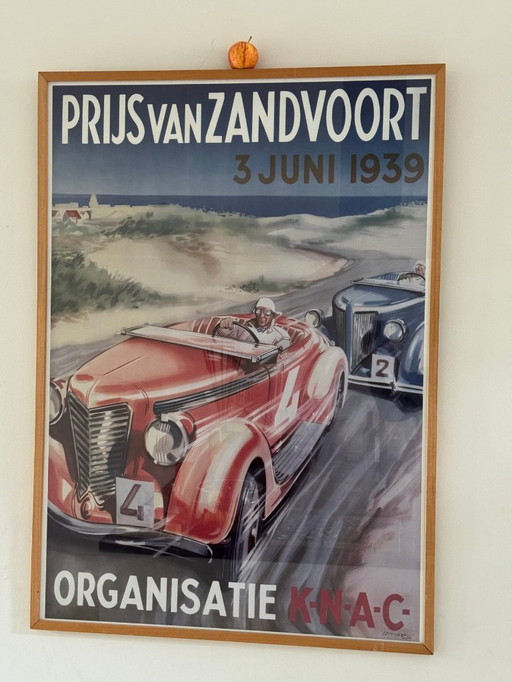 PRIJS VAN ZANDVOORT
3 JUNI 1939
2
4
4
ORGANISATIE K-N-A-C-